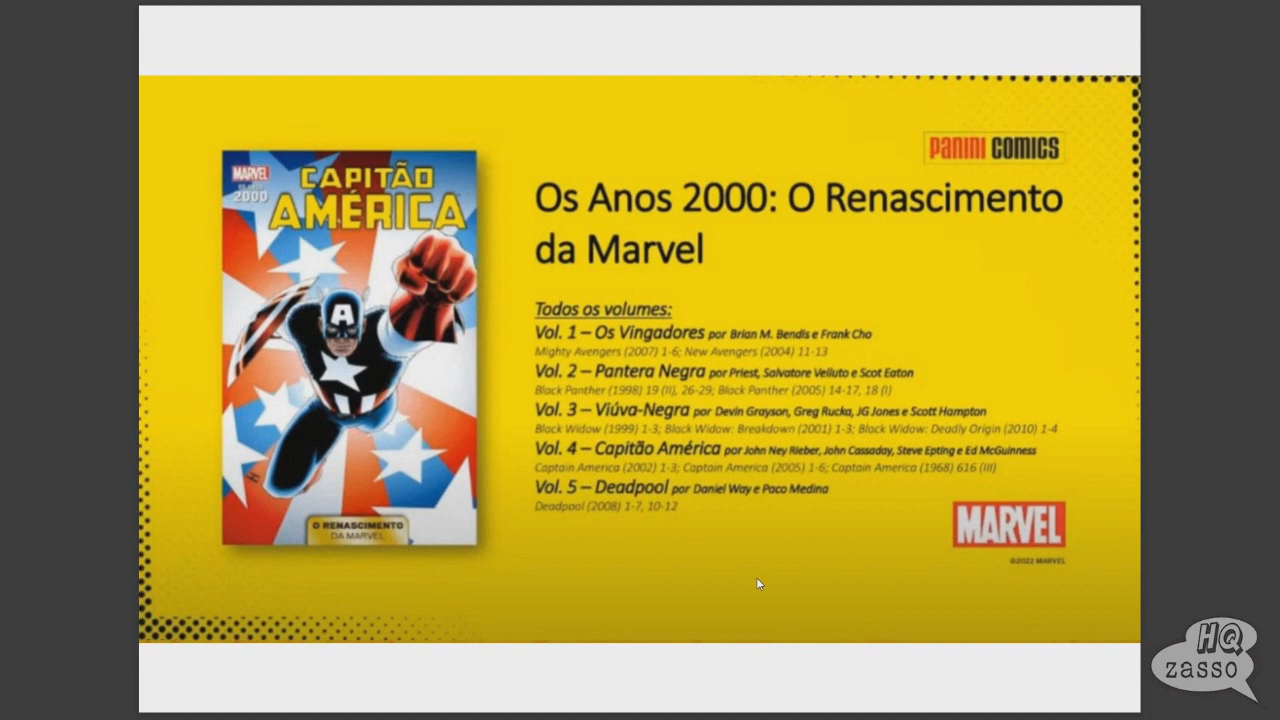 PANINI COMICS
MARVEL
OS ANOS
2000
CAPITÃO
AMÉRICA
O RENASCIMENTO
DA MARVEL
Os Anos 2000: O Renascimento
da Marvel
Todos os volumes:
Vol. 1 – Os Vingadores por Brian M. Bendis e Frank Cho
Mighty Avengers (2007) 1-6; New Avengers (2004) 11-13
Vol. 2 – Pantera Negra por Priest, Salvatore Velluto e Scot Eaton
Black Panther (1998) 19 (II), 26-29; Black Panther (2005) 14-17, 18 (I)
Vol. 3 – Viúva-Negra por Devin Grayson, Greg Rucka, JG Jones e Scott Hampton
Black Widow (1999) 1-3; Black Widow: Breakdown (2001) 1-3; Black Widow: Deadly Origin (2010) 1-4
Vol. 4 – Capitão América por John Ney Rieber, John Cassaday, Steve Epting e Ed McGuinness
Captain America (2002) 1-3; Captain America (2005) 1-6; Captain America (1968) 616 (III)
Vol. 5 – Deadpool por Daniel Way e Paco Medina
Deadpool (2008) 1-7, 10-12
MARVEL
©2022 MARVEL
HQ
zasso